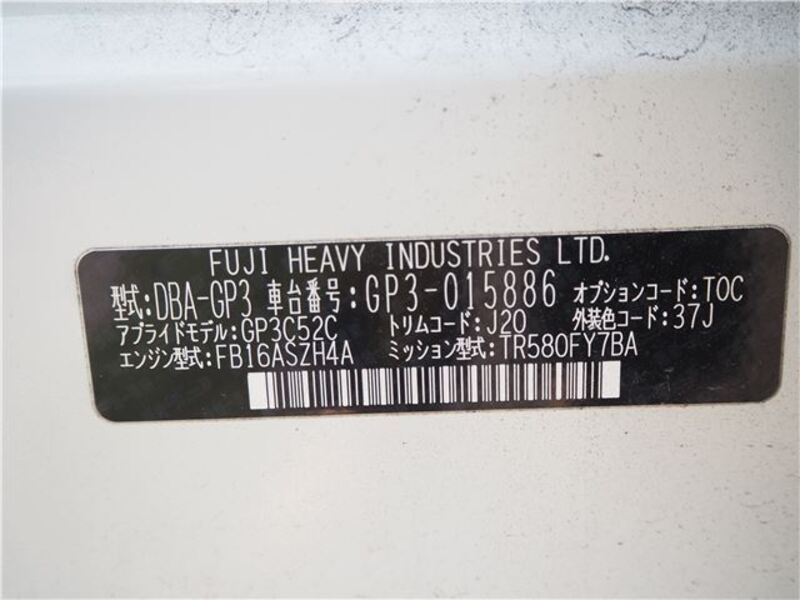 FUJI HEAVY INDUSTRIES LTD.
型式:DBA-GP3 車台番号:GP3-015886 オプションコード:TOC
アプライドモデル:GP3C52C トリムコード:J20 外装色コード:37J
エンジン型式:FB16ASZH4A ミッション型式:TR580FY7BA